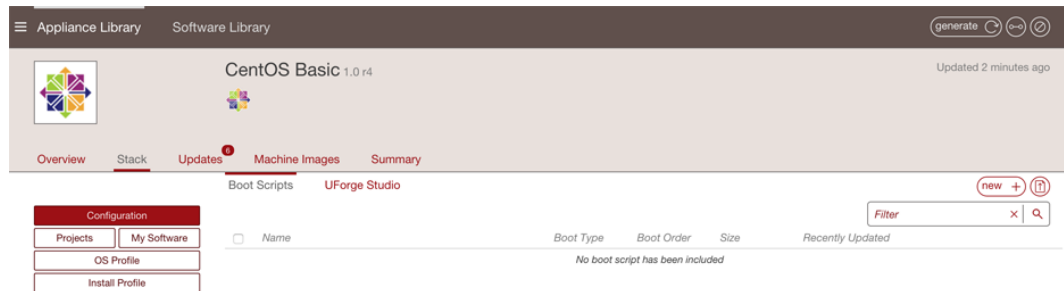 Appliance Library Software Library generate
CentOS Basic 1.0 r4 Updated 2 minutes ago
Overview Stack Updates 6 Machine Images Summary
Boot Scripts UForge Studio new +
Configuration
Filter
Projects My Software
Name Boot Type Boot Order Size Recently Updated
OS Profile
No boot script has been included
Install Profile